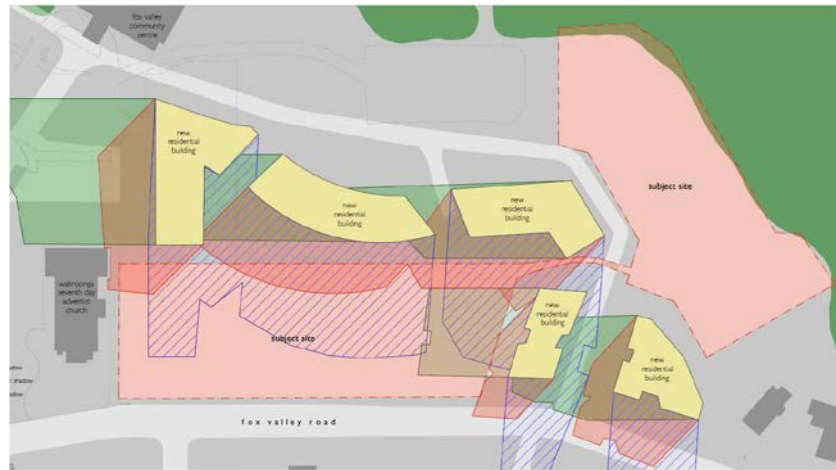 fox valley
community
centre
new
residential
building
new
residential
building
new
residential
building
subject site
wahroonga
seventh day
adventist
church
new
residential
building
subject site
new
residential
building
shadow
fox valley road